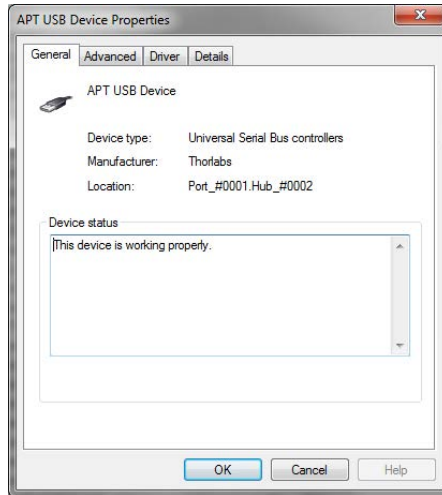 APT USB Device Properties
General Advanced Driver Details
APT USB Device
Device type: Universal Serial Bus controllers
Manufacturer: Thorlabs
Location: Port_#0001.Hub_#0002
Device status
This device is working properly.
OK Cancel Help